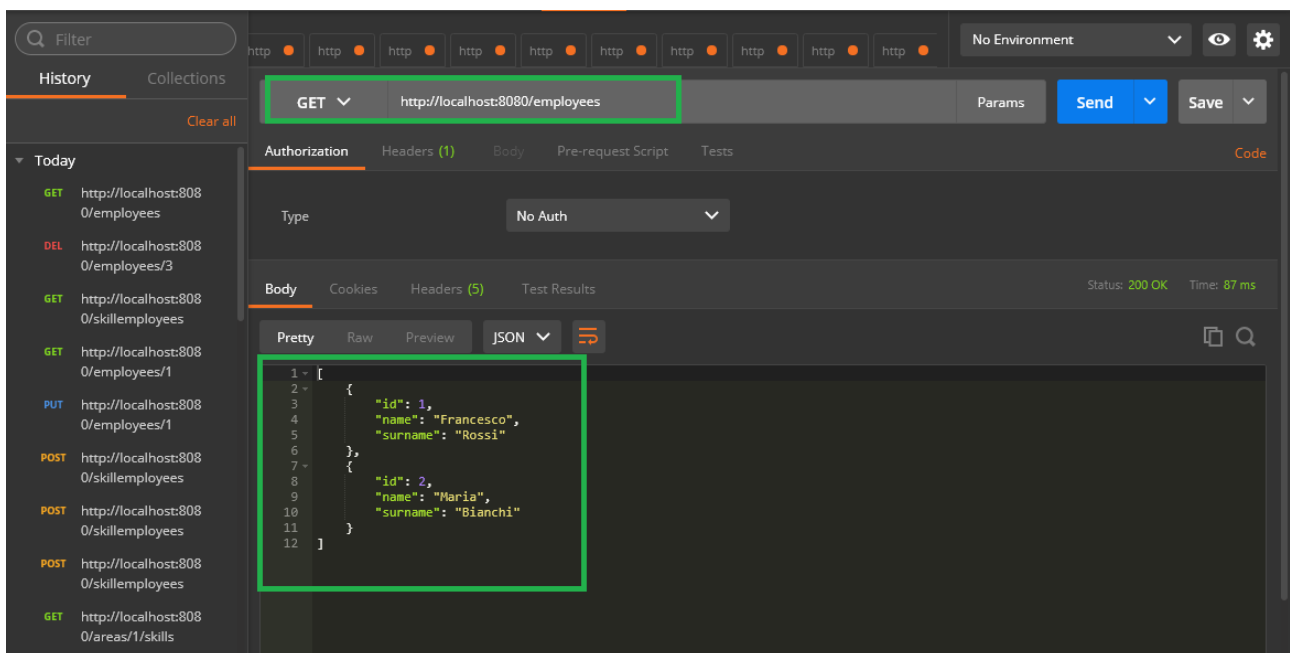 Filter
http http http http http http http http http http
No Environment
History Collections
GET http://localhost:8080/employees Params Send Save
Clear all
Authorization Headers (1) Body Pre-request Script Tests Code
Today
GET http://localhost:808
0/employees
DEL http://localhost:808
0/employees/3
GET http://localhost:808
0/skillemployees
GET http://localhost:808
0/employees/1
PUT http://localhost:808
0/employees/1
POST http://localhost:808
0/skillemployees
POST http://localhost:808
0/skillemployees
POST http://localhost:808
0/skillemployees
GET http://localhost:808
0/areas/1/skills
Type No Auth
Body Cookies Headers (5) Test Results Status: 200 OK Time: 87 ms
Pretty Raw Preview JSON
1 [
2 {
3 "id": 1,
4 "name": "Francesco",
5 "surname": "Rossi"
6 },
7 {
8 "id": 2,
9 "name": "Maria",
10 "surname": "Bianchi"
11 }
12 ]